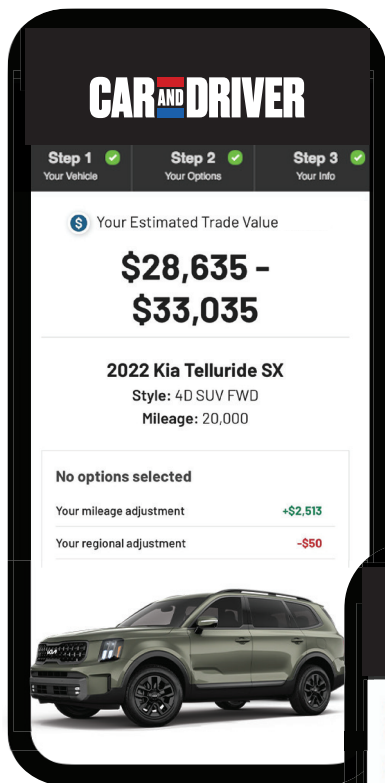 CAR AND DRIVER
Step 1 Step 2 Step 3
Your Vehicle Your Options Your Info
$ Your Estimated Trade Value
$28,635 -
$33,035
2022 Kia Telluride SX
Style: 4D SUV FWD
Mileage: 20,000
No options selected
Your mileage adjustment +$2,513
Your regional adjustment -$50